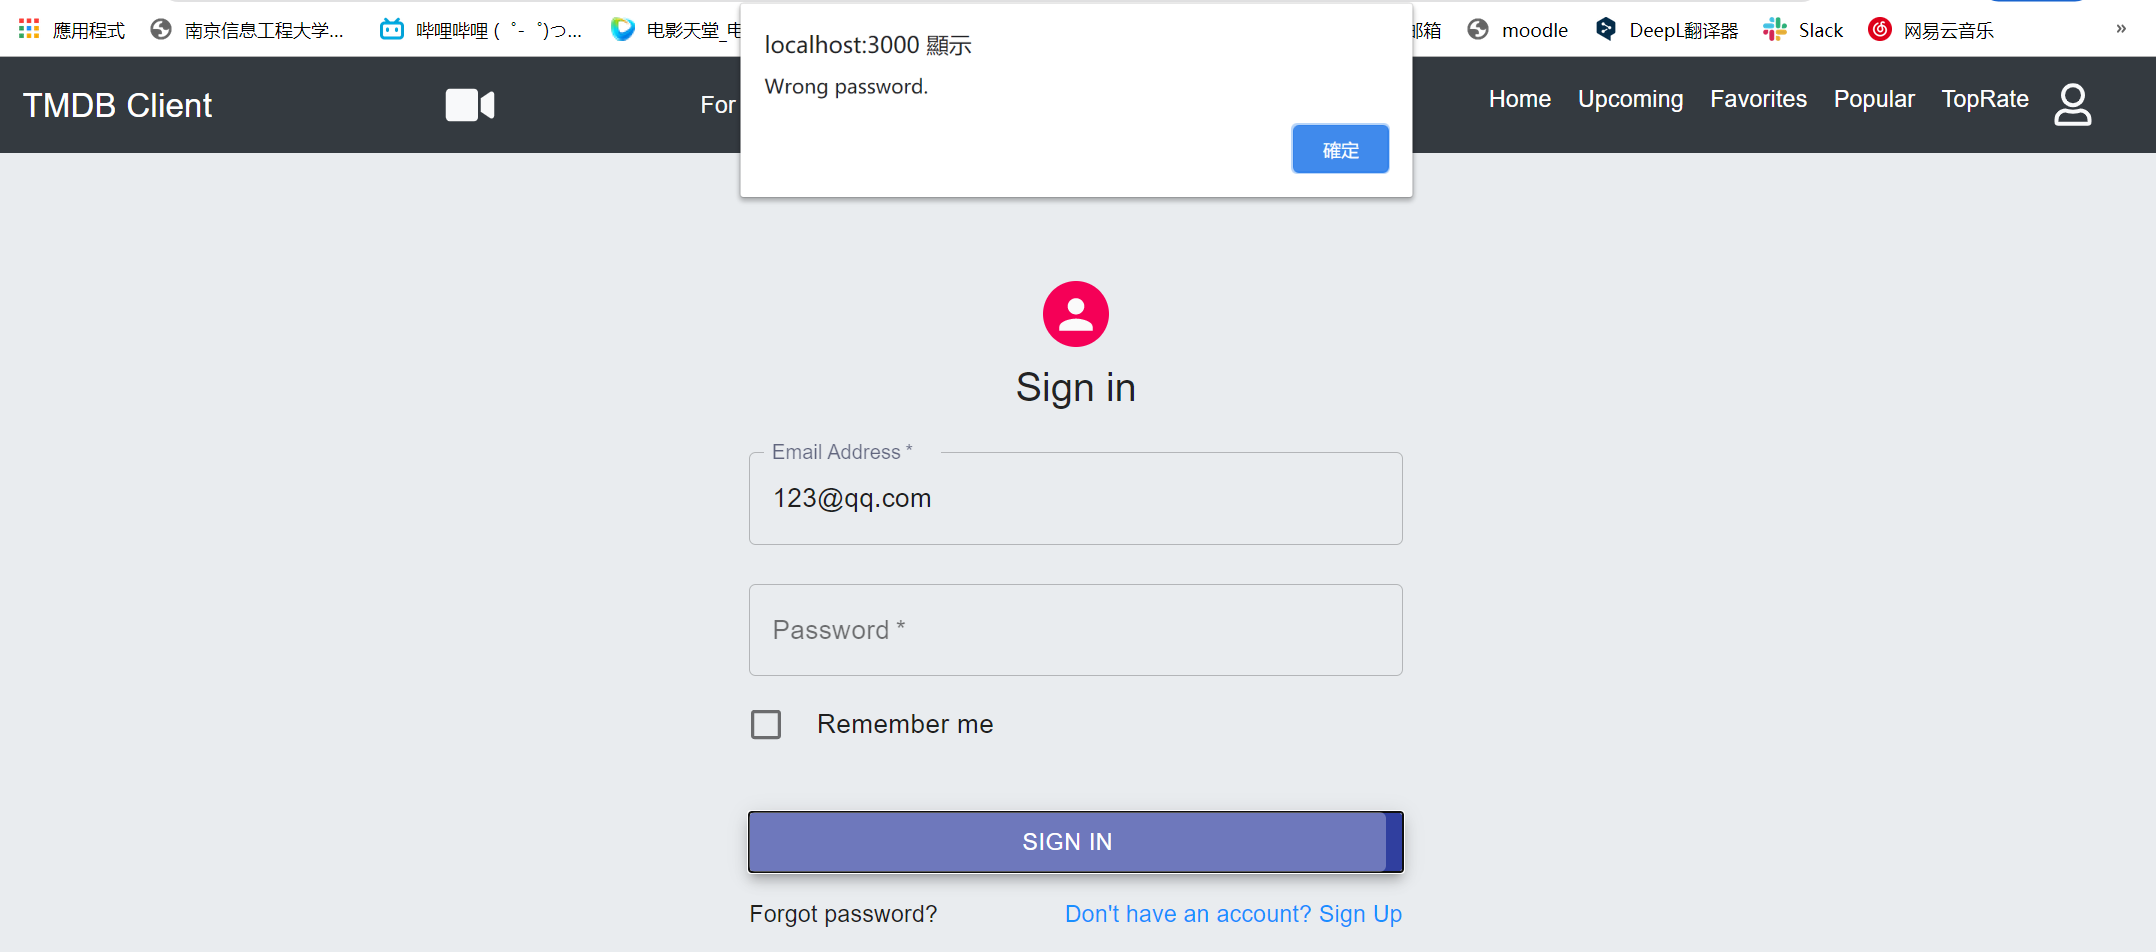 應用程式 南京信息工程大学... 哔哩哔哩 (゜-゜)つ... 电影天堂_电 邮箱 moodle DeepL翻译器 Slack 网易云音乐 »
localhost:3000 顯示
Wrong password.
確定
TMDB Client For Home Upcoming Favorites Popular TopRate
Sign in
Email Address *
123@qq.com
Password *
Remember me
SIGN IN
Forgot password? Don't have an account? Sign Up